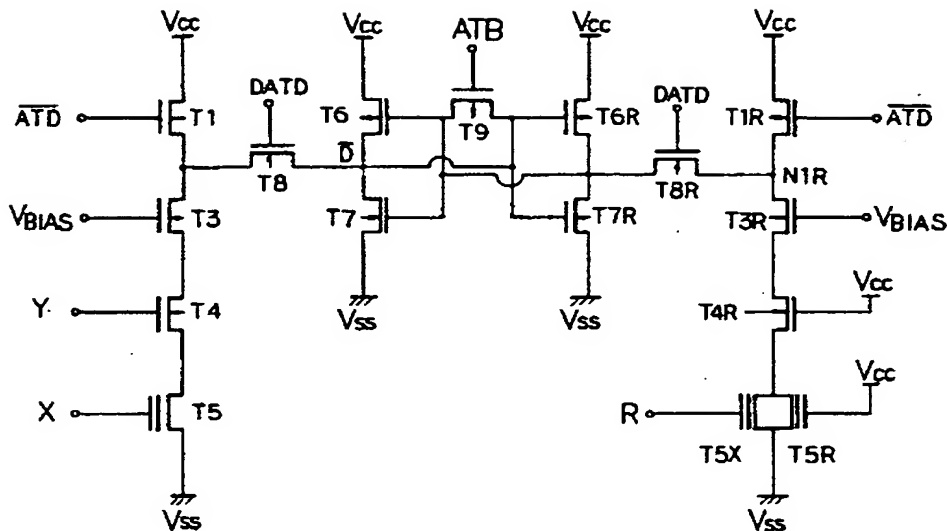 Vcc Vcc ATB Vcc Vcc
ATD T1 DATD T6 T9 T6R DATD T1R ATD
D
T8 T8R N1R
VBIAS T3 T7 T7R T3R VBIAS
Vcc
Y T4 Vss Vss T4R
Vcc
X T5 R
T5X T5R
Vss Vss